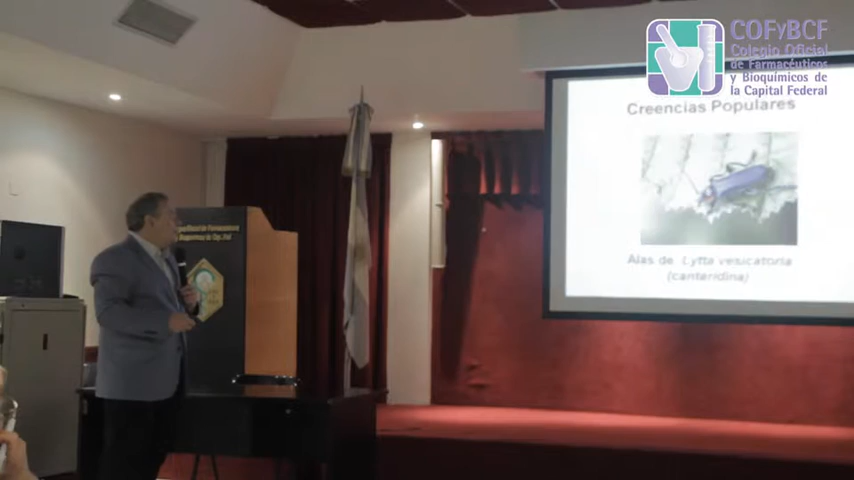 COFyBCF
Colegio Oficial
de Farmacéuticos
y Bioquímicos de
la Capital Federal
Creencias Populares
Alas de Lytta vesicatoria
(cantaridina)